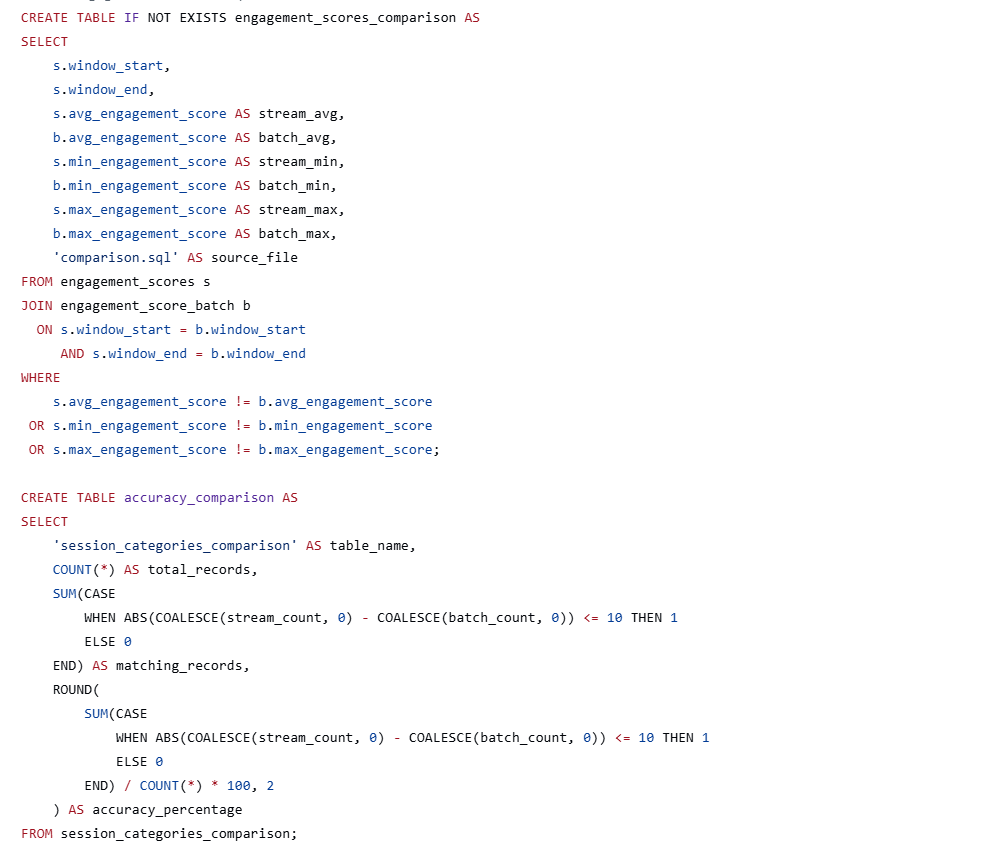 CREATE TABLE IF NOT EXISTS engagement_scores_comparison AS
SELECT
    s.window_start,
    s.window_end,
    s.avg_engagement_score AS stream_avg,
    b.avg_engagement_score AS batch_avg,
    s.min_engagement_score AS stream_min,
    b.min_engagement_score AS batch_min,
    s.max_engagement_score AS stream_max,
    b.max_engagement_score AS batch_max,
    'comparison.sql' AS source_file
FROM engagement_scores s
JOIN engagement_score_batch b
  ON s.window_start = b.window_start
     AND s.window_end = b.window_end
WHERE
    s.avg_engagement_score != b.avg_engagement_score
 OR s.min_engagement_score != b.min_engagement_score
 OR s.max_engagement_score != b.max_engagement_score;

CREATE TABLE accuracy_comparison AS
SELECT
    'session_categories_comparison' AS table_name,
    COUNT(*) AS total_records,
    SUM(CASE
        WHEN ABS(COALESCE(stream_count, 0) - COALESCE(batch_count, 0)) <= 10 THEN 1
        ELSE 0
    END) AS matching_records,
    ROUND(
        SUM(CASE
            WHEN ABS(COALESCE(stream_count, 0) - COALESCE(batch_count, 0)) <= 10 THEN 1
            ELSE 0
        END) / COUNT(*) * 100, 2
    ) AS accuracy_percentage
FROM session_categories_comparison;